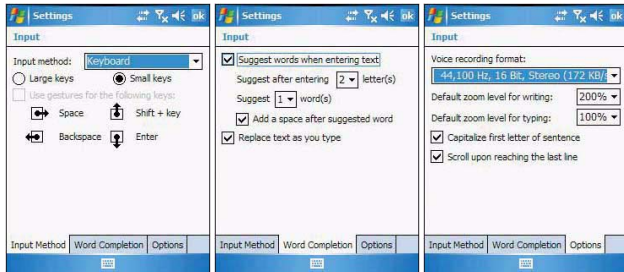 Settings
ok
Input
Input method: Keyboard
Large keys Small keys
Use gestures for the following keys:
Space Shift + key
Backspace Enter
Input Method Word Completion Options
Settings
ok
Input
Suggest words when entering text
Suggest after entering 2 letter(s)
Suggest 1 word(s)
Add a space after suggested word
Replace text as you type
Input Method Word Completion Options
Settings
ok
Input
Voice recording format:
44,100 Hz, 16 Bit, Stereo (172 KB/
Default zoom level for writing: 200%
Default zoom level for typing: 100%
Capitalize first letter of sentence
Scroll upon reaching the last line
Input Method Word Completion Options